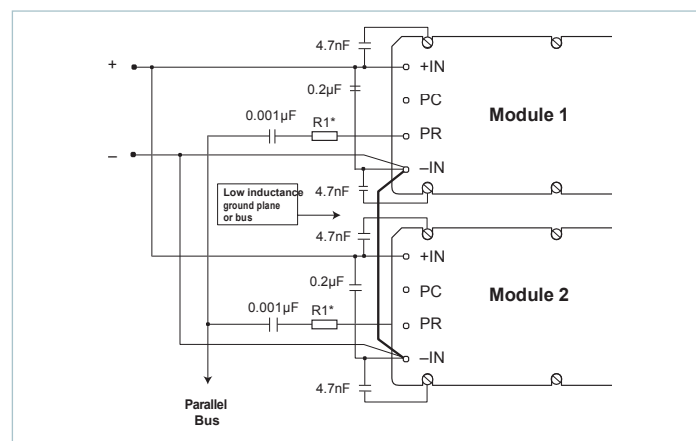 4.7nF
+
+IN
0.2µF
PC
Module 1
0.001µF
R1*
PR
–
–IN
4.7nF
Low inductance
ground plane
or bus
4.7nF
+IN
0.2µF
PC
Module 2
0.001µF
R1*
PR
–IN
4.7nF
Parallel
Bus